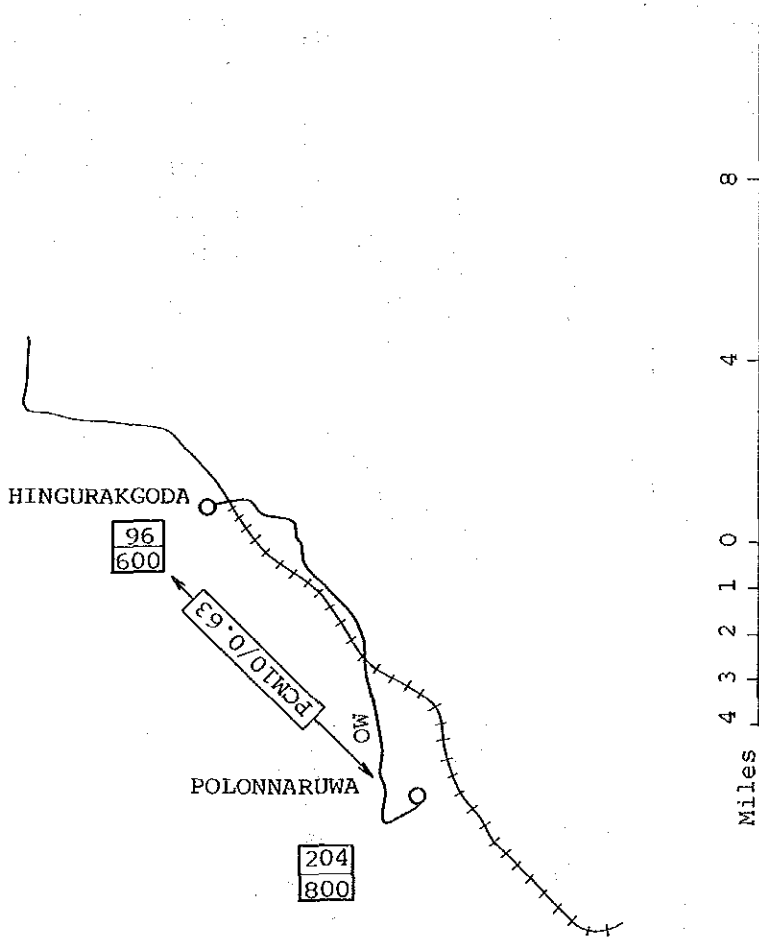 HINGURAKGODA
96
600
PCM10/0.63
OW
POLONNARUWA
204
800
Miles 4 3 2 1 0 4 8